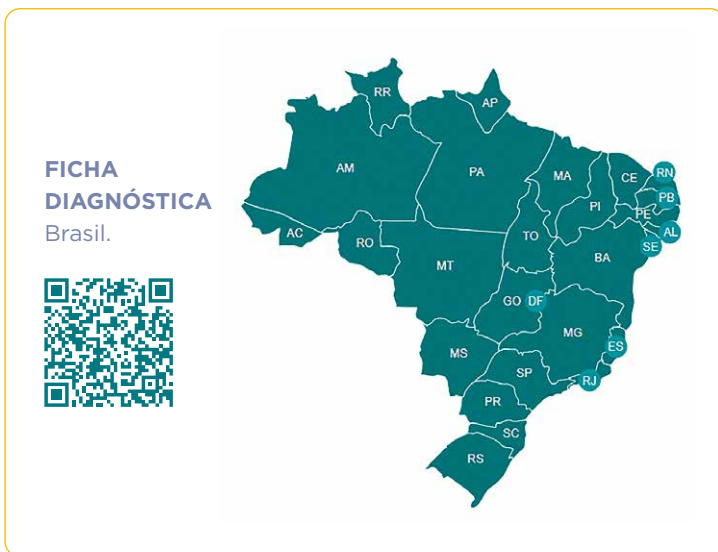 FICHA
DIAGNÓSTICA
Brasil.
RR
AP
AM
PA
MA
CE
RN
PI
PB
PE
AL
SE
AC
RO
TO
BA
MT
GO
DF
MG
MS
ES
SP
RJ
PR
SC
RS